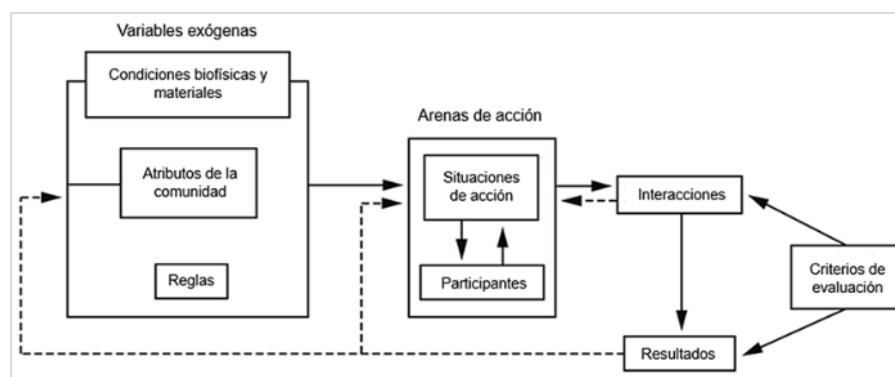 Variables exógenas
Condiciones biofísicas y
materiales
Atributos de la
comunidad
Reglas
Arenas de acción
Situaciones
de acción
Participantes
Interacciones
Resultados
Criterios de
evaluación